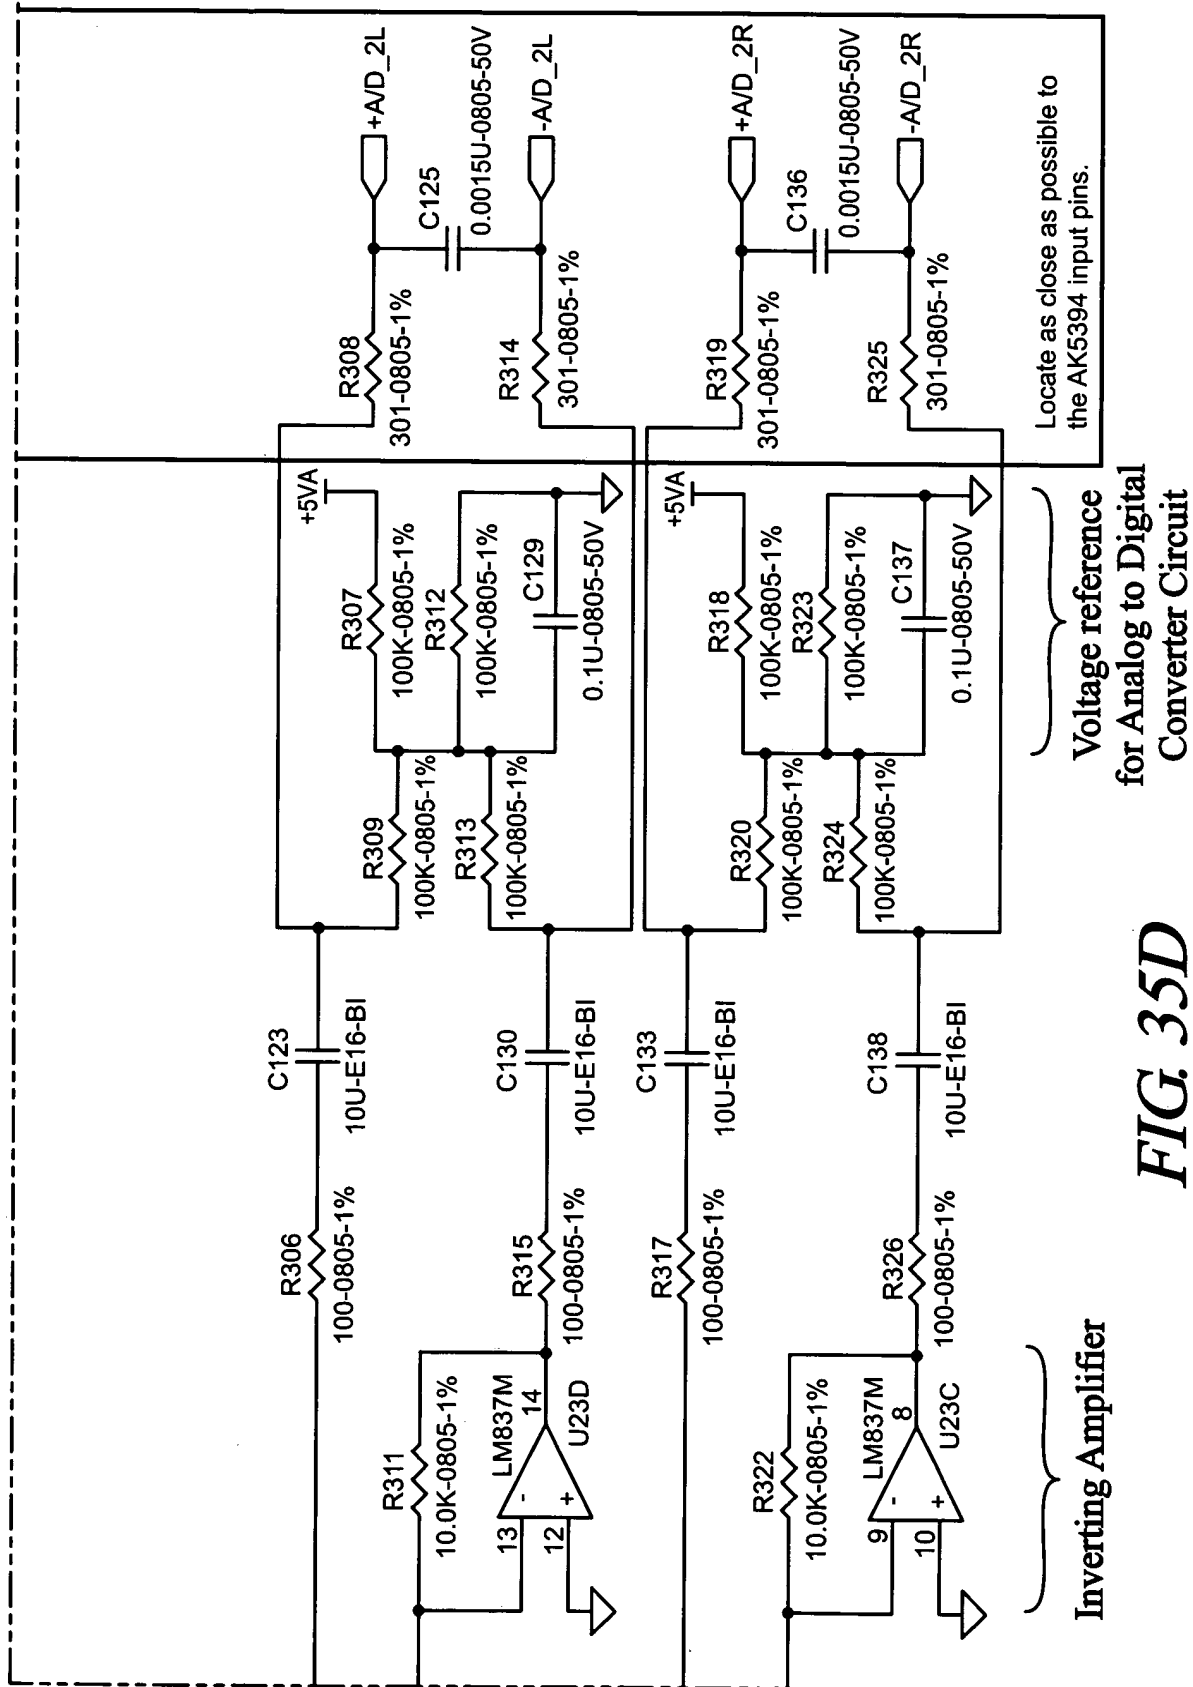 R306
100-0805-1%
C123
10U-E16-BI
R309
100K-0805-1%
+5VA
R307
100K-0805-1%
R308
301-0805-1%
+A/D_2L
C125
0.0015U-0805-50V
R311
10.0K-0805-1%
LM837M
13
-
12
+
14
U23D
R315
100-0805-1%
C130
10U-E16-BI
R313
100K-0805-1%
R312
100K-0805-1%
C129
0.1U-0805-50V
R314
301-0805-1%
-A/D_2L
R317
100-0805-1%
C133
10U-E16-BI
R320
100K-0805-1%
+5VA
R318
100K-0805-1%
R319
301-0805-1%
+A/D_2R
C136
0.0015U-0805-50V
R322
10.0K-0805-1%
LM837M
9
-
10
+
8
U23C
R326
100-0805-1%
C138
10U-E16-BI
R324
100K-0805-1%
R323
100K-0805-1%
C137
0.1U-0805-50V
R325
301-0805-1%
-A/D_2R
Locate as close as possible to
the AK5394 input pins.
Inverting Amplifier
Voltage reference
for Analog to Digital
Converter Circuit
FIG. 35D